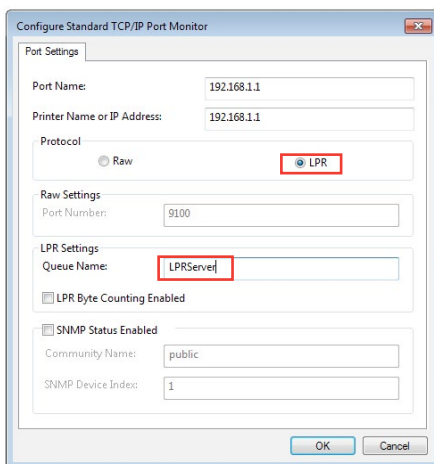 Configure Standard TCP/IP Port Monitor
Port Settings
Port Name: 192.168.1.1
Printer Name or IP Address: 192.168.1.1
Protocol
Raw LPR
Raw Settings
Port Number: 9100
LPR Settings
Queue Name: LPRServer
LPR Byte Counting Enabled
SNMP Status Enabled
Community Name: public
SNMP Device Index: 1
OK Cancel